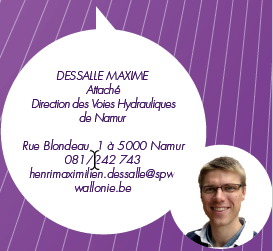 DESSALLE MAXIME
Attaché
Direction des Voies Hydrauliques
de Namur
Rue Blondeau, 1 à 5000 Namur
081/242 743
henrimaximilien.dessalle@spw
wallonie.be